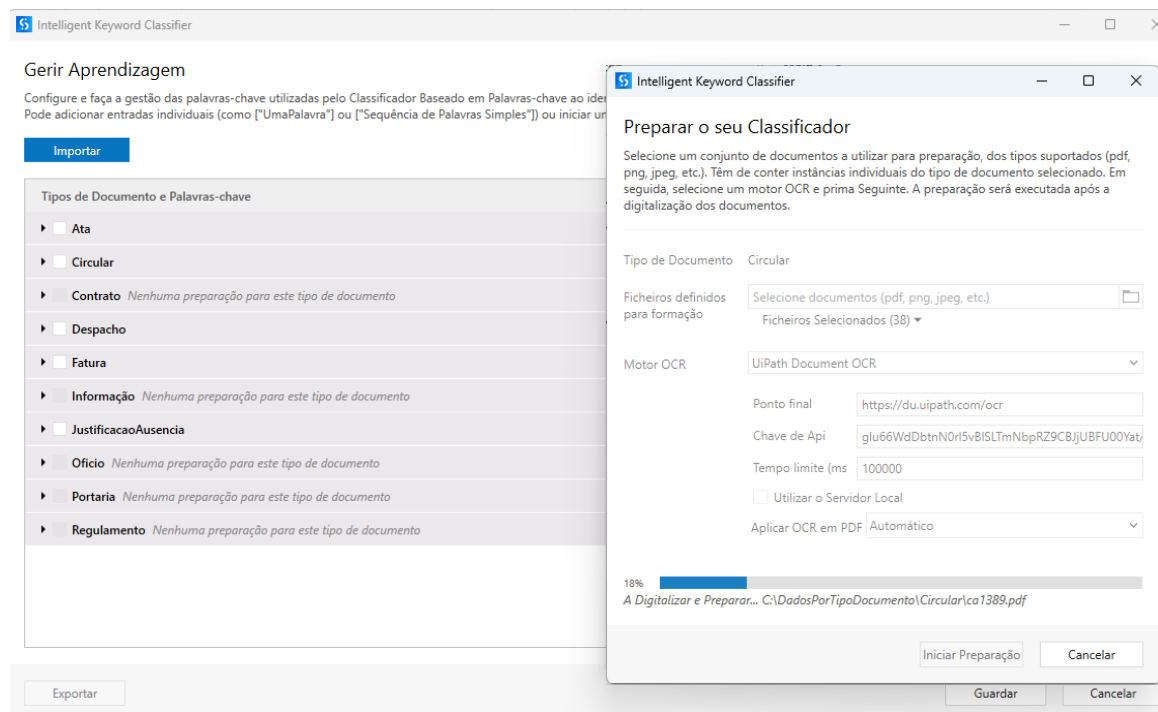 Intelligent Keyword Classifier
Gerir Aprendizagem
Configure e faça a gestão das palavras-chave utilizadas pelo Classificador Baseado em Palavras-chave ao ide
Pode adicionar entradas individuais (como ["UmaPalavra"] ou ["Sequência de Palavras Simples"]) ou iniciar un
Importar
Tipos de Documento e Palavras-chave
Ata
Circular
Contrato Nenhuma preparação para este tipo de documento
Despacho
Fatura
Informação Nenhuma preparação para este tipo de documento
JustificacaoAusencia
Oficio Nenhuma preparação para este tipo de documento
Portaria Nenhuma preparação para este tipo de documento
Regulamento Nenhuma preparação para este tipo de documento
Exportar
Guardar
Cancelar
Intelligent Keyword Classifier
Preparar o seu Classificador
Selecione um conjunto de documentos a utilizar para preparação, dos tipos suportados (pdf,
png, jpeg, etc.). Têm de conter instâncias individuais do tipo de documento selecionado. Em
seguida, selecione um motor OCR e prima Seguinte. A preparação será executada após a
digitalização dos documentos.
Tipo de Documento Circular
Ficheiros definidos
para formação
Selecione documentos (pdf, png, jpeg, etc.)
Ficheiros Selecionados (38)
Motor OCR UiPath Document OCR
Ponto final https://du.uipath.com/ocr
Chave de Api glu66WdDbtnN0rl5vBISLTmNbpRZ9CBJjUBFU00Yat/
Tempo limite (ms 100000
Utilizar o Servidor Local
Aplicar OCR em PDF Automático
18%
A Digitalizar e Preparar... C:\DadosPorTipoDocumento\Circular\ca1389.pdf
Iniciar Preparação
Cancelar